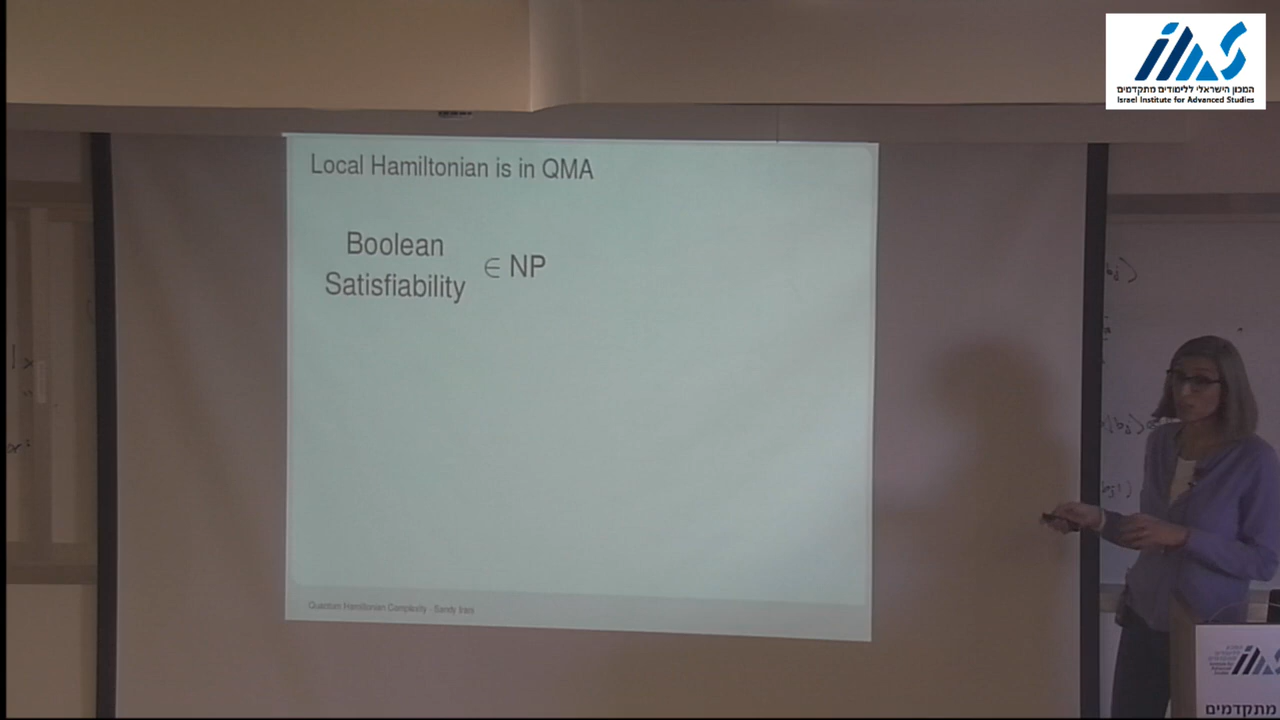 המכון הישראלי ללימודים מתקדמים
Israel Institute for Advanced Studies
Local Hamiltonian is in QMA
Boolean
Satisfiability
∈ NP
Quantum Hamiltonian Complexity - Sandy Irani
מתקדמים